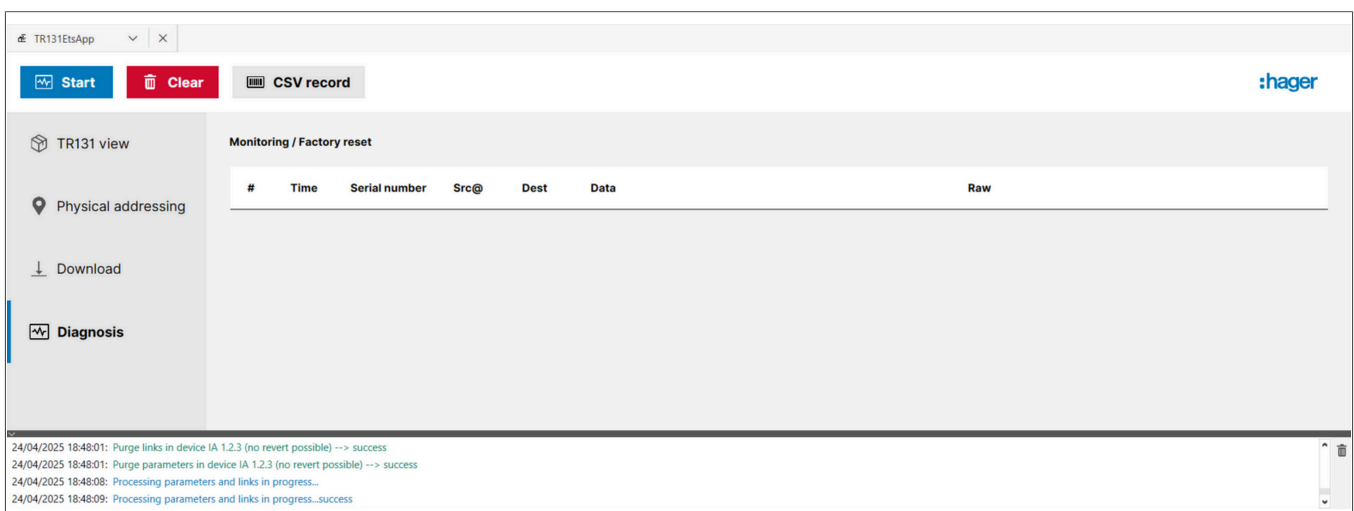 TR131EtsApp
Start
Clear
CSV record
:hager
TR131 view
Physical addressing
Download
Diagnosis
Monitoring / Factory reset
# Time Serial number Src@ Dest Data Raw
24/04/2025 18:48:01: Purge links in device IA 1.2.3 (no revert possible) --> success
24/04/2025 18:48:01: Purge parameters in device IA 1.2.3 (no revert possible) --> success
24/04/2025 18:48:08: Processing parameters and links in progress...
24/04/2025 18:48:09: Processing parameters and links in progress...success